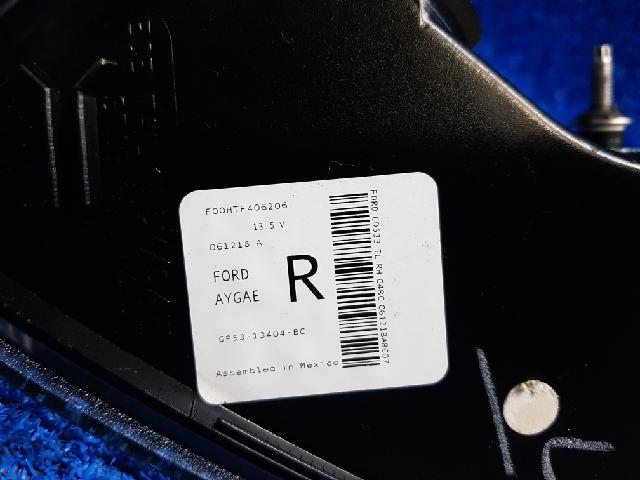 F00HTF406206
13.5 V
061218 A
FORD
AYGAE
R
GP53-13404-BC
Assembled in Mexico